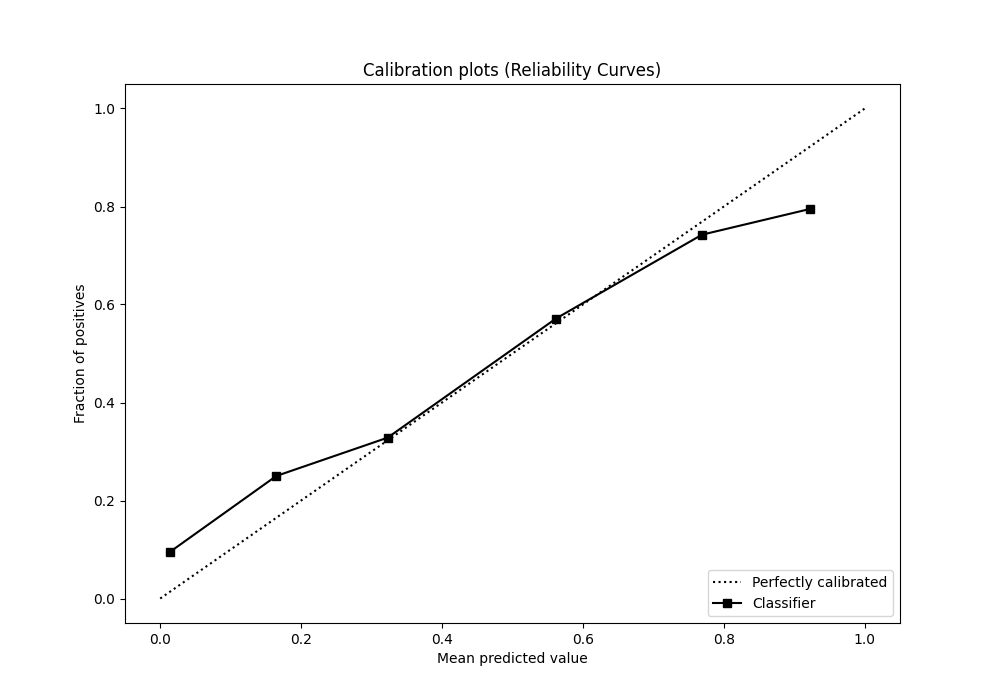 Calibration plots (Reliability Curves)
1.0
0.8
0.6
0.4
0.2
0.0
Fraction of positives
0.0 0.2 0.4 0.6 0.8 1.0
Mean predicted value
Perfectly calibrated
Classifier